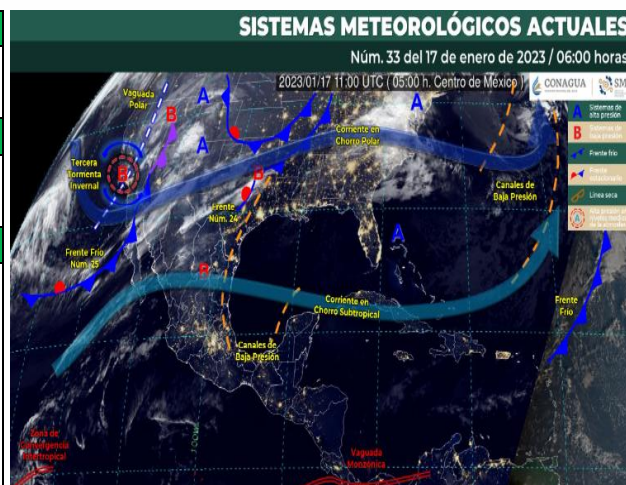 SISTEMAS METEOROLÓGICOS ACTUALES
Núm. 33 del 17 de enero de 2023 / 06:00 horas
2023/01/17 11:00 UTC ( 05:00 h. Centro de México )
CONAGUA
SM
Vaguada
Polar
B
A
A
A
Tercera
Tormenta
Invernal
B
Corriente en
Chorro Polar
B
Canales de
Baja Presión
Frente
Núm. 24
Frente Frío
Núm. 25
A
B
Corriente en
Chorro Subtropical
Frente
Frío
Canales de
Baja Presión
Zona de
Convergencia
Intertropical
Vaguada
Monzónica
A
Sistemas de
alta presión
B
Sistemas de
baja presión
Frente frío
Frente
estacionario
Línea seca
A